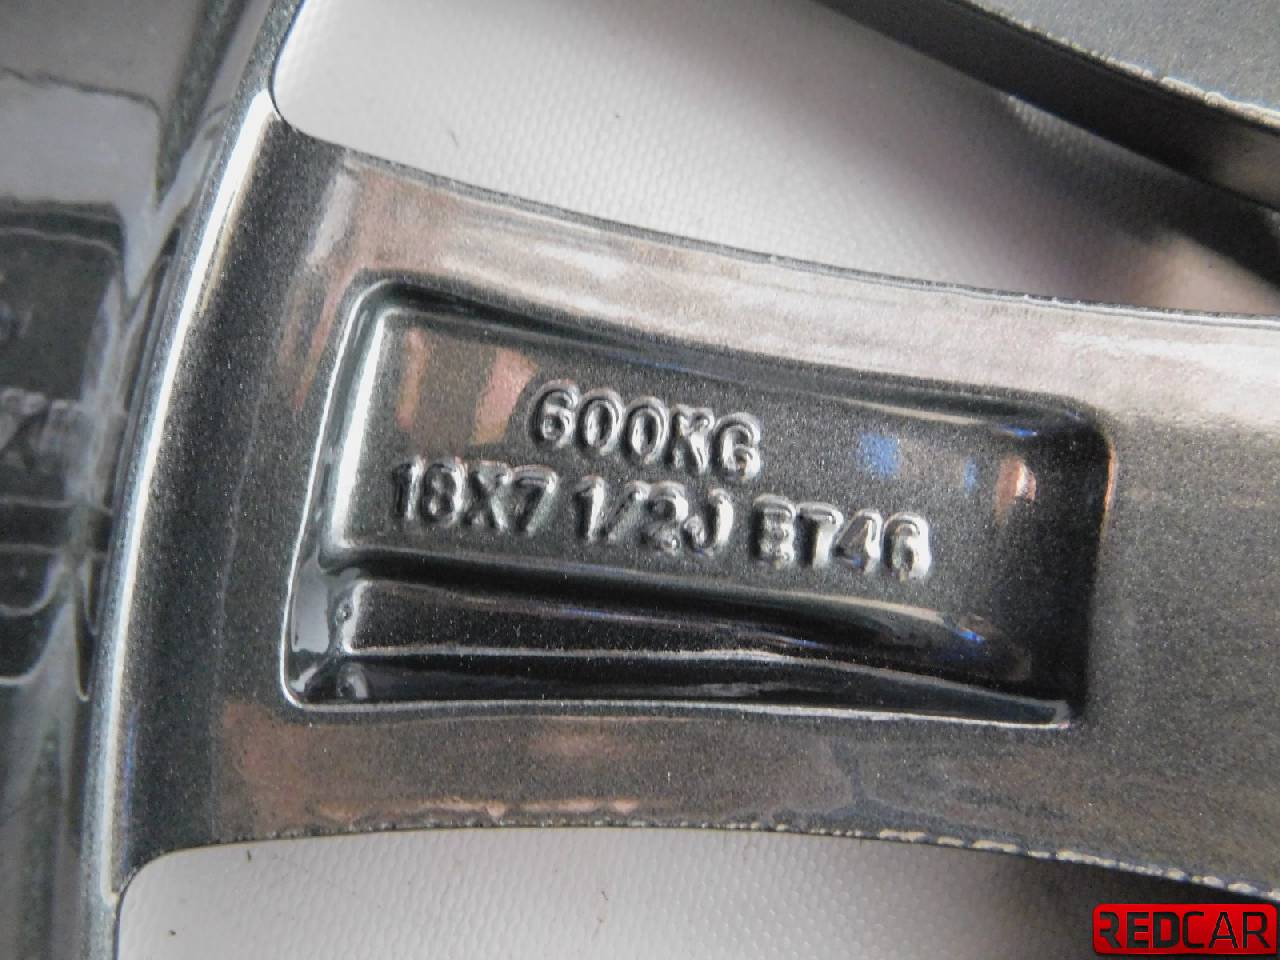 600KG
18X7 1/2J ET46
REDCAR